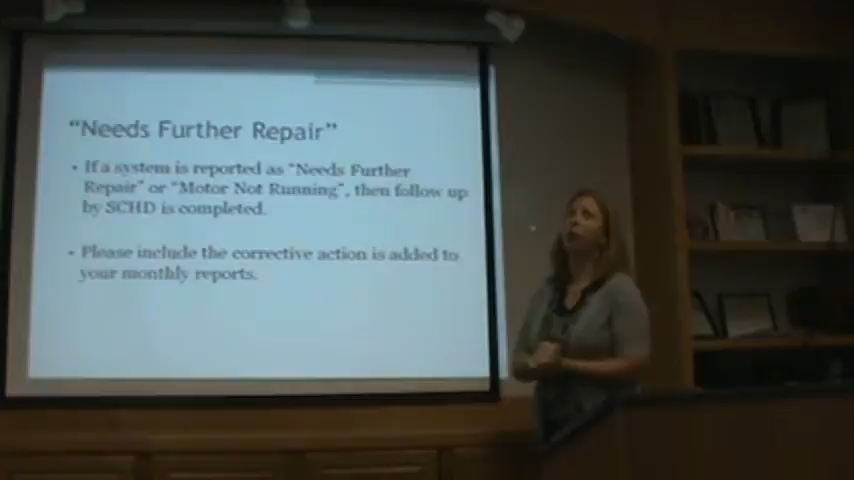 “Needs Further Repair”
• If a system is reported as “Needs Further
Repair” or “Motor Not Running”, then follow up
by SCHD is completed.
• Please include the corrective action is added to
your monthly reports.